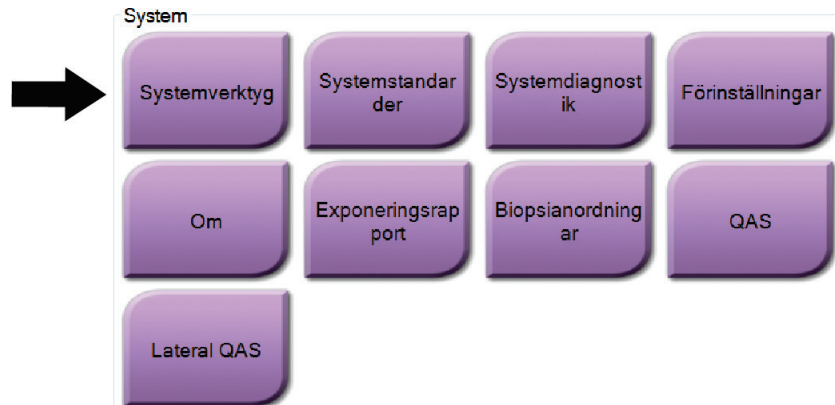 System
Systemverktyg
Systemstandar
der
Systemdiagnost
ik
Förinställningar
Om
Exponeringsrap
port
Biopsianordning
ar
QAS
Lateral QAS